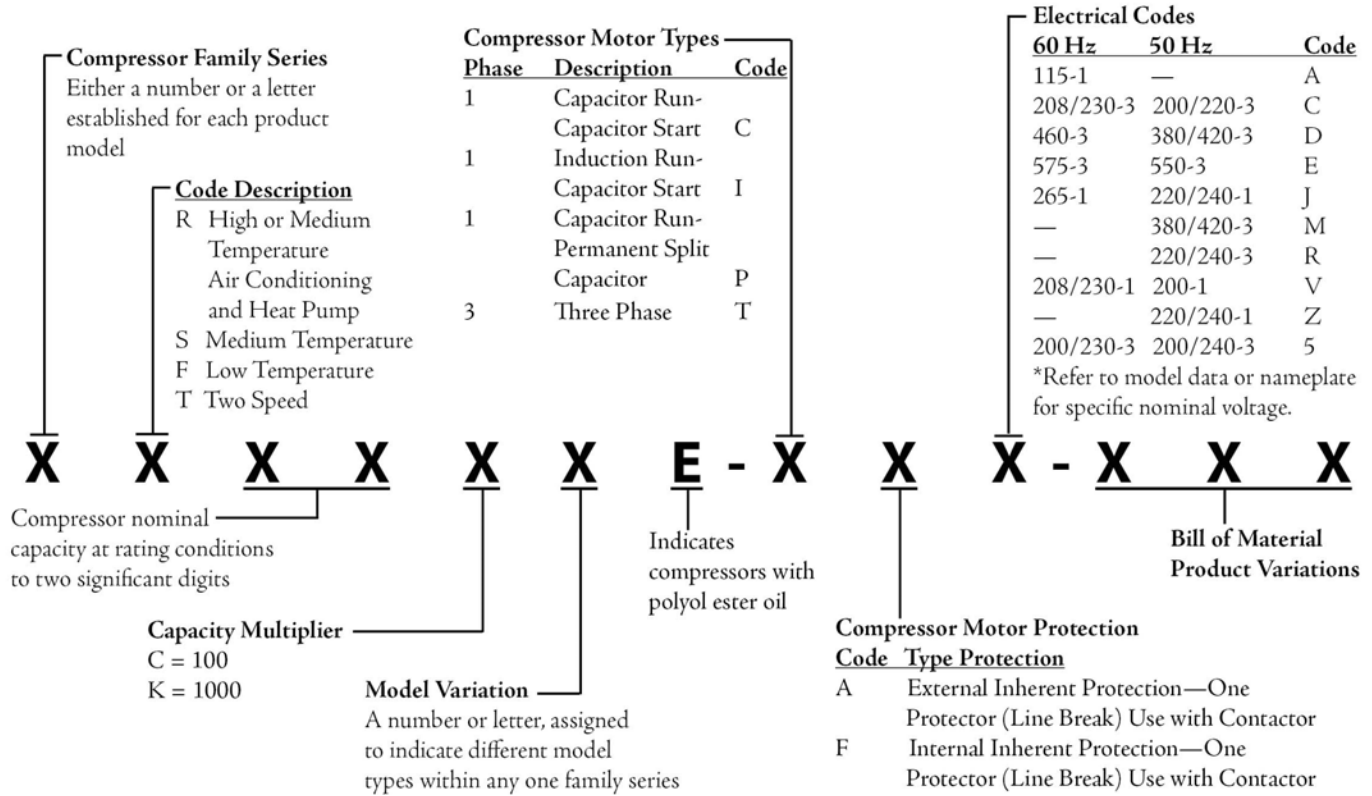 Compressor Family Series
Either a number or a letter
established for each product
model
Code Description
R High or Medium
Temperature
Air Conditioning
and Heat Pump
S Medium Temperature
F Low Temperature
T Two Speed
Compressor Motor Types
Phase Description Code
1 Capacitor Run-
Capacitor Start C
1 Induction Run-
Capacitor Start I
1 Capacitor Run-
Permanent Split
Capacitor P
3 Three Phase T
Electrical Codes
60 Hz 50 Hz Code
115-1 — A
208/230-3 200/220-3 C
460-3 380/420-3 D
575-3 550-3 E
265-1 220/240-1 J
— 380/420-3 M
— 220/240-3 R
208/230-1 200-1 V
— 220/240-1 Z
200/230-3 200/240-3 5
*Refer to model data or nameplate
for specific nominal voltage.
X X X X X X E - X X X - X X X
Compressor nominal
capacity at rating conditions
to two significant digits
Capacity Multiplier
C = 100
K = 1000
Model Variation
A number or letter, assigned
to indicate different model
types within any one family series
Indicates
compressors with
polyol ester oil
Compressor Motor Protection
Code Type Protection
A External Inherent Protection—One
Protector (Line Break) Use with Contactor
F Internal Inherent Protection—One
Protector (Line Break) Use with Contactor
Bill of Material
Product Variations